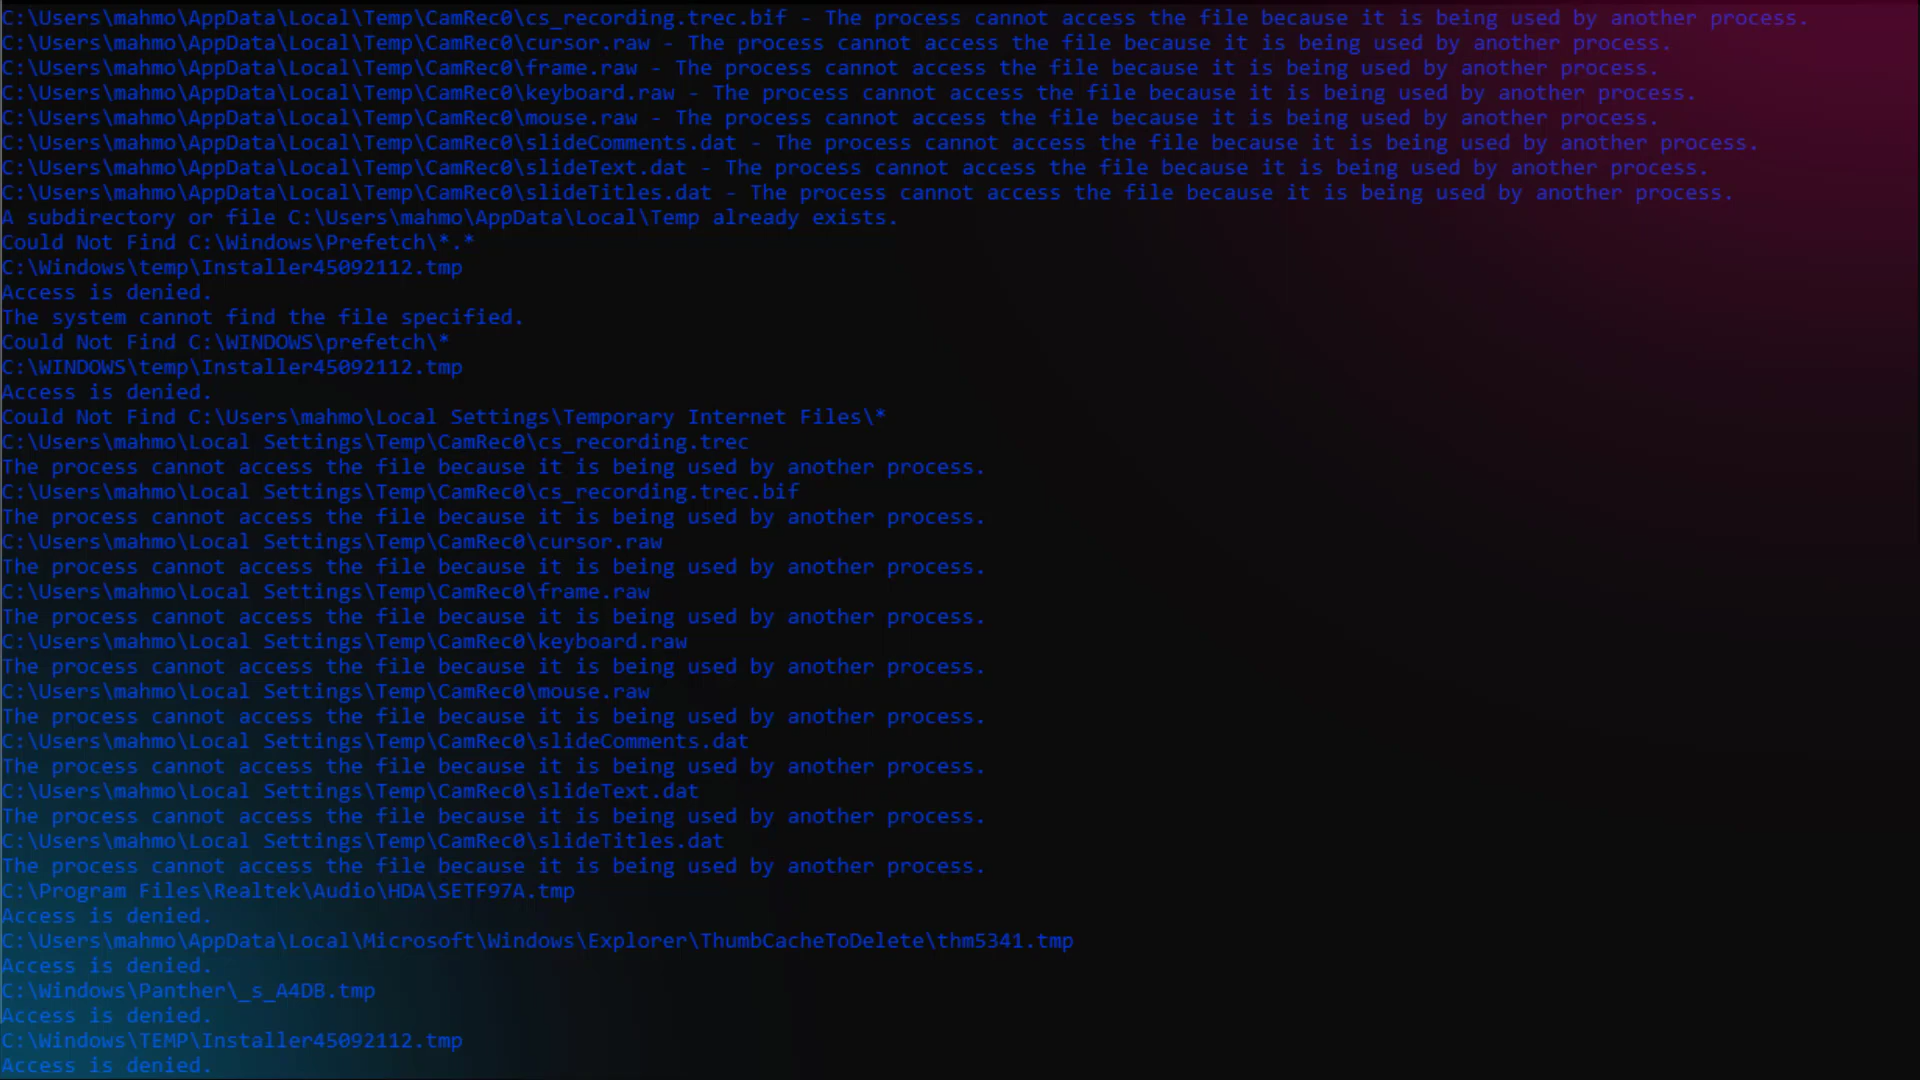 C:\Users\mahmo\AppData\Local\Temp\CamRec0\cs_recording.trec.bif - The process cannot access the file because it is being used by another process.
C:\Users\mahmo\AppData\Local\Temp\CamRec0\cursor.raw - The process cannot access the file because it is being used by another process.
C:\Users\mahmo\AppData\Local\Temp\CamRec0\frame.raw - The process cannot access the file because it is being used by another process.
C:\Users\mahmo\AppData\Local\Temp\CamRec0\keyboard.raw - The process cannot access the file because it is being used by another process.
C:\Users\mahmo\AppData\Local\Temp\CamRec0\mouse.raw - The process cannot access the file because it is being used by another process.
C:\Users\mahmo\AppData\Local\Temp\CamRec0\slideComments.dat - The process cannot access the file because it is being used by another process.
C:\Users\mahmo\AppData\Local\Temp\CamRec0\slideText.dat - The process cannot access the file because it is being used by another process.
C:\Users\mahmo\AppData\Local\Temp\CamRec0\slideTitles.dat - The process cannot access the file because it is being used by another process.
A subdirectory or file C:\Users\mahmo\AppData\Local\Temp already exists.
Could Not Find C:\Windows\Prefetch\*.*
C:\Windows\temp\Installer45092112.tmp
Access is denied.
The system cannot find the file specified.
Could Not Find C:\WINDOWS\prefetch\*
C:\WINDOWS\temp\Installer45092112.tmp
Access is denied.
Could Not Find C:\Users\mahmo\Local Settings\Temporary Internet Files\*
C:\Users\mahmo\Local Settings\Temp\CamRec0\cs_recording.trec
The process cannot access the file because it is being used by another process.
C:\Users\mahmo\Local Settings\Temp\CamRec0\cs_recording.trec.bif
The process cannot access the file because it is being used by another process.
C:\Users\mahmo\Local Settings\Temp\CamRec0\cursor.raw
The process cannot access the file because it is being used by another process.
C:\Users\mahmo\Local Settings\Temp\CamRec0\frame.raw
The process cannot access the file because it is being used by another process.
C:\Users\mahmo\Local Settings\Temp\CamRec0\keyboard.raw
The process cannot access the file because it is being used by another process.
C:\Users\mahmo\Local Settings\Temp\CamRec0\mouse.raw
The process cannot access the file because it is being used by another process.
C:\Users\mahmo\Local Settings\Temp\CamRec0\slideComments.dat
The process cannot access the file because it is being used by another process.
C:\Users\mahmo\Local Settings\Temp\CamRec0\slideText.dat
The process cannot access the file because it is being used by another process.
C:\Users\mahmo\Local Settings\Temp\CamRec0\slideTitles.dat
The process cannot access the file because it is being used by another process.
C:\Program Files\Realtek\Audio\HDA\SETF97A.tmp
Access is denied.
C:\Users\mahmo\AppData\Local\Microsoft\Windows\Explorer\ThumbCacheToDelete\thm5341.tmp
Access is denied.
C:\Windows\Panther\_s_A4DB.tmp
Access is denied.
C:\Windows\TEMP\Installer45092112.tmp
Access is denied.